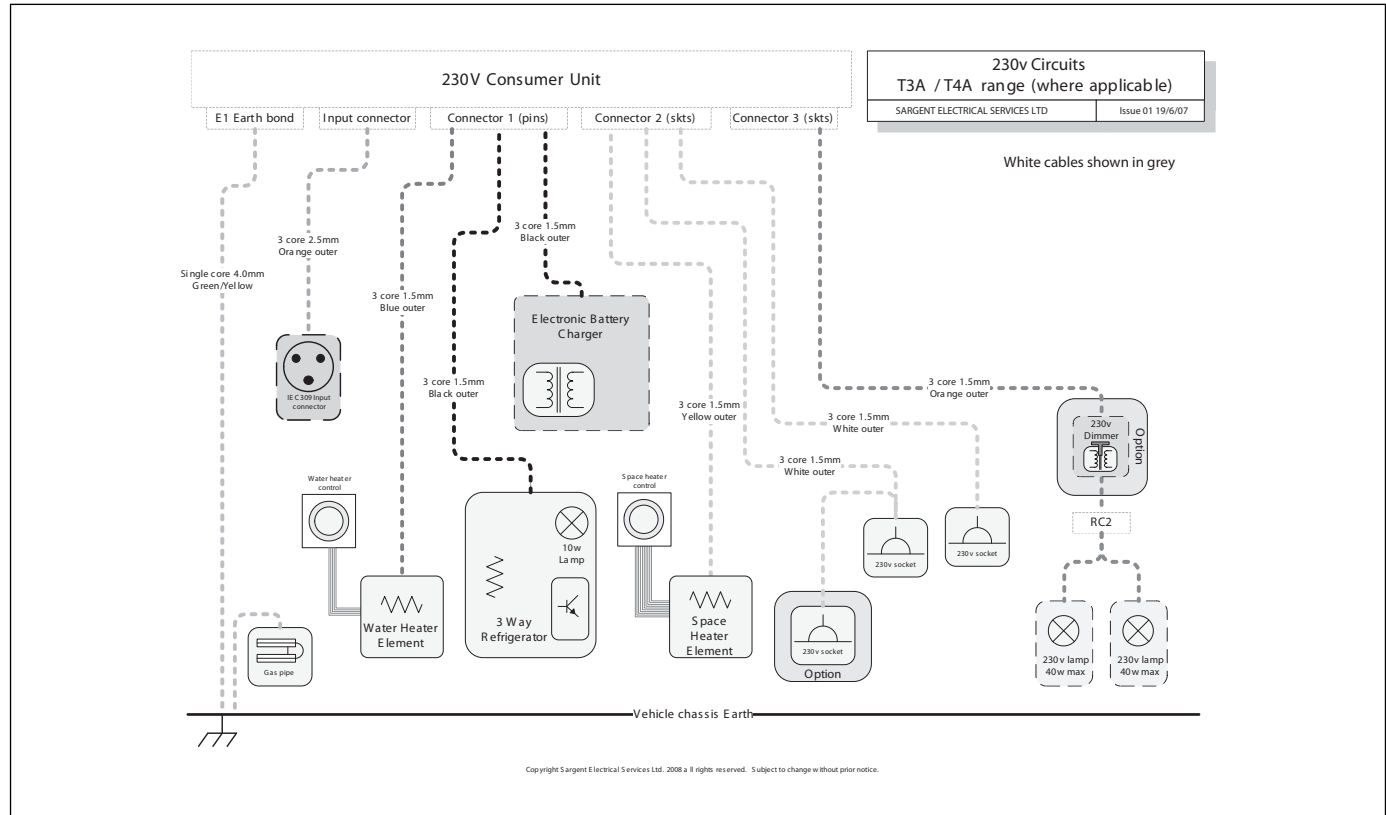 230V Consumer Unit
230v Circuits
T3A / T4A range (where applicable)
SARGENT ELECTRICAL SERVICES LTD
Issue 01 19/6/07
E1 Earth bond
Input connector
Connector 1 (pins)
Connector 2 (skts)
Connector 3 (skts)
White cables shown in grey
3 core 1.5mm
Black outer
3 core 2.5mm
Orange outer
Single core 4.0mm
Green/Yellow
3 core 1.5mm
Blue outer
Electronic Battery
Charger
IEC309 Input
connector
3 core 1.5mm
Black outer
3 core 1.5mm
Yellow outer
3 core 1.5mm
White outer
3 core 1.5mm
Orange outer
230v
Dimmer
Option
3 core 1.5mm
White outer
Water heater
control
Space heater
control
RC2
10w
Lamp
230v socket
230v socket
Water Heater
Element
3 Way
Refrigerator
Space
Heater
Element
230v socket
Option
230v lamp
40w max
230v lamp
40w max
Gas pipe
Vehicle chassis Earth
Copyright Sargent Electrical Services Ltd. 2008 all rights reserved. Subject to change without prior notice.